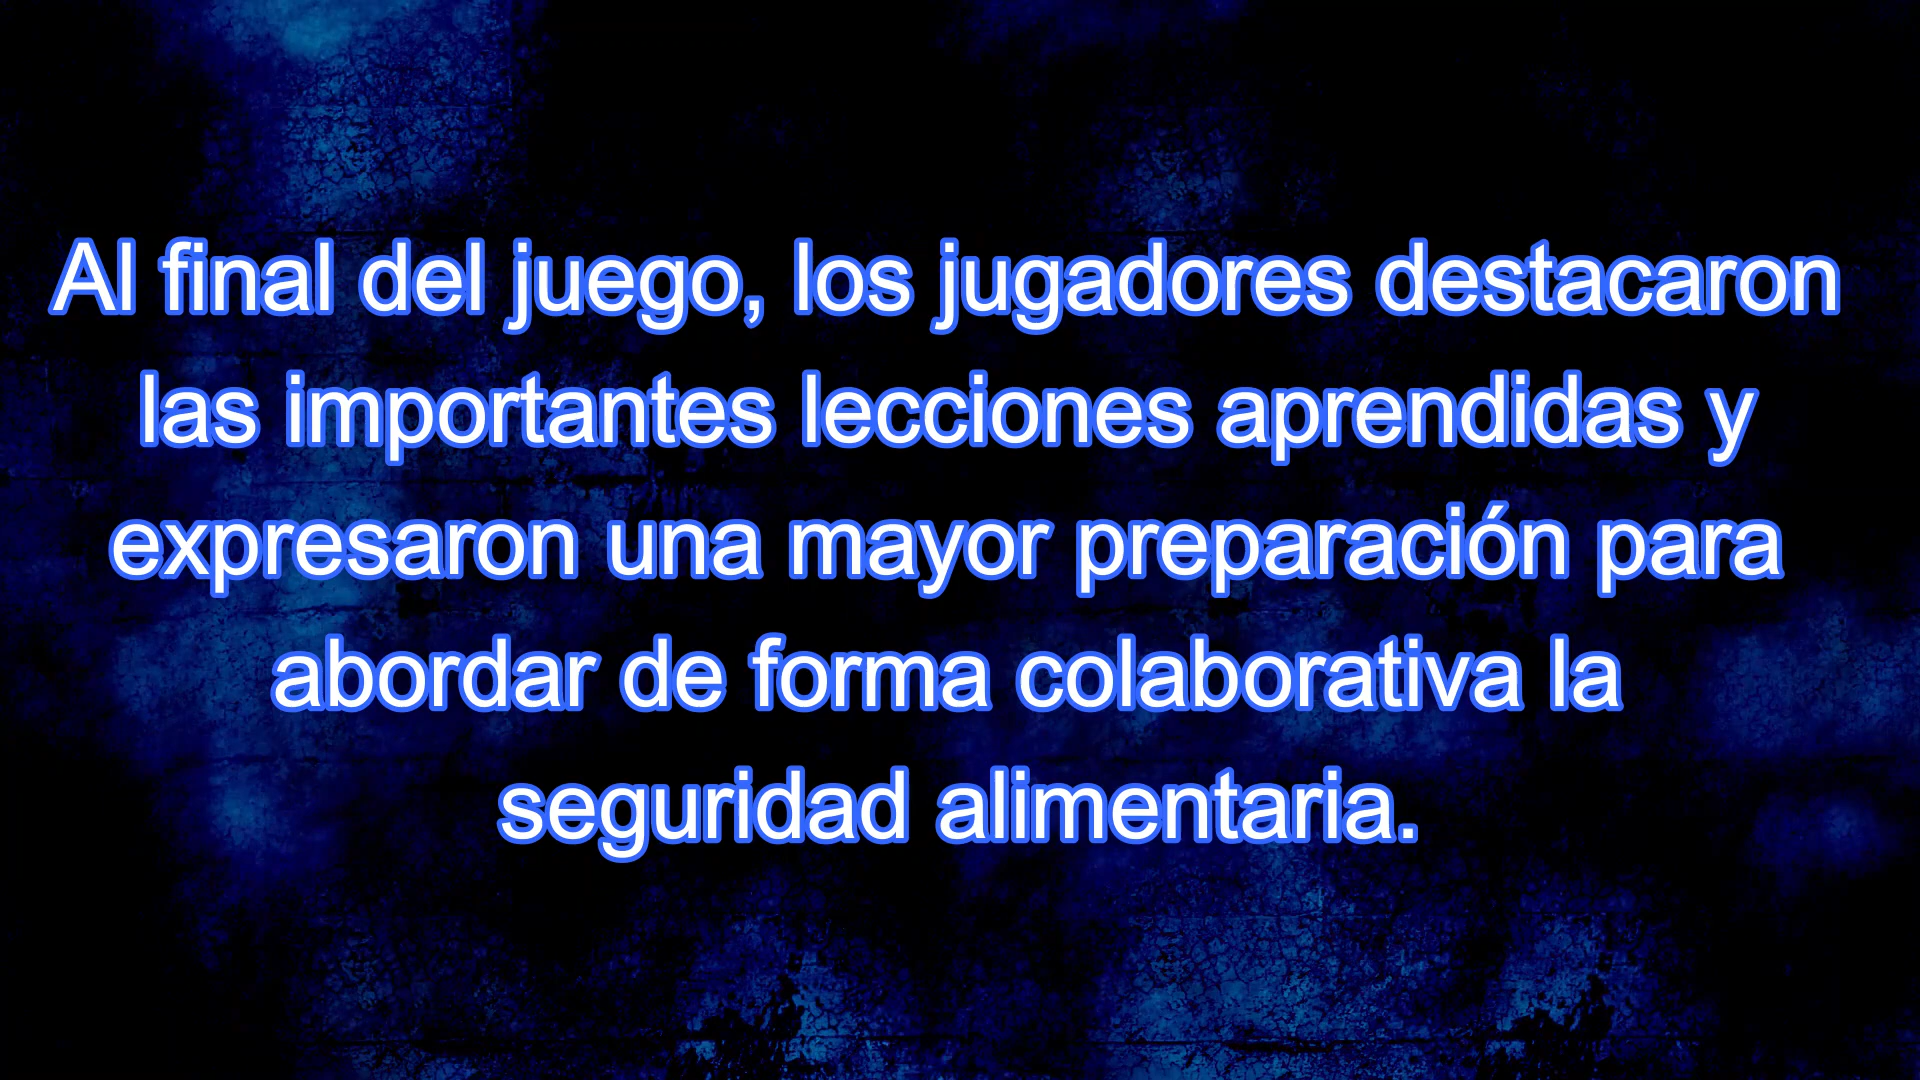 Al final del juego, los jugadores destacaron
las importantes lecciones aprendidas y
expresaron una mayor preparación para
abordar de forma colaborativa la
seguridad alimentaria.